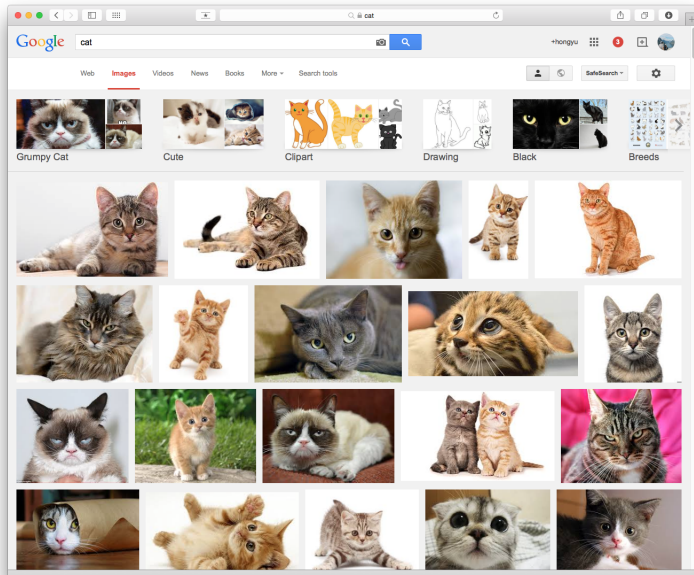 cat
Google
cat
+hongyu
3
Web Images Videos News Books More Search tools
SafeSearch
Grumpy Cat Cute Clipart Drawing Black Breeds